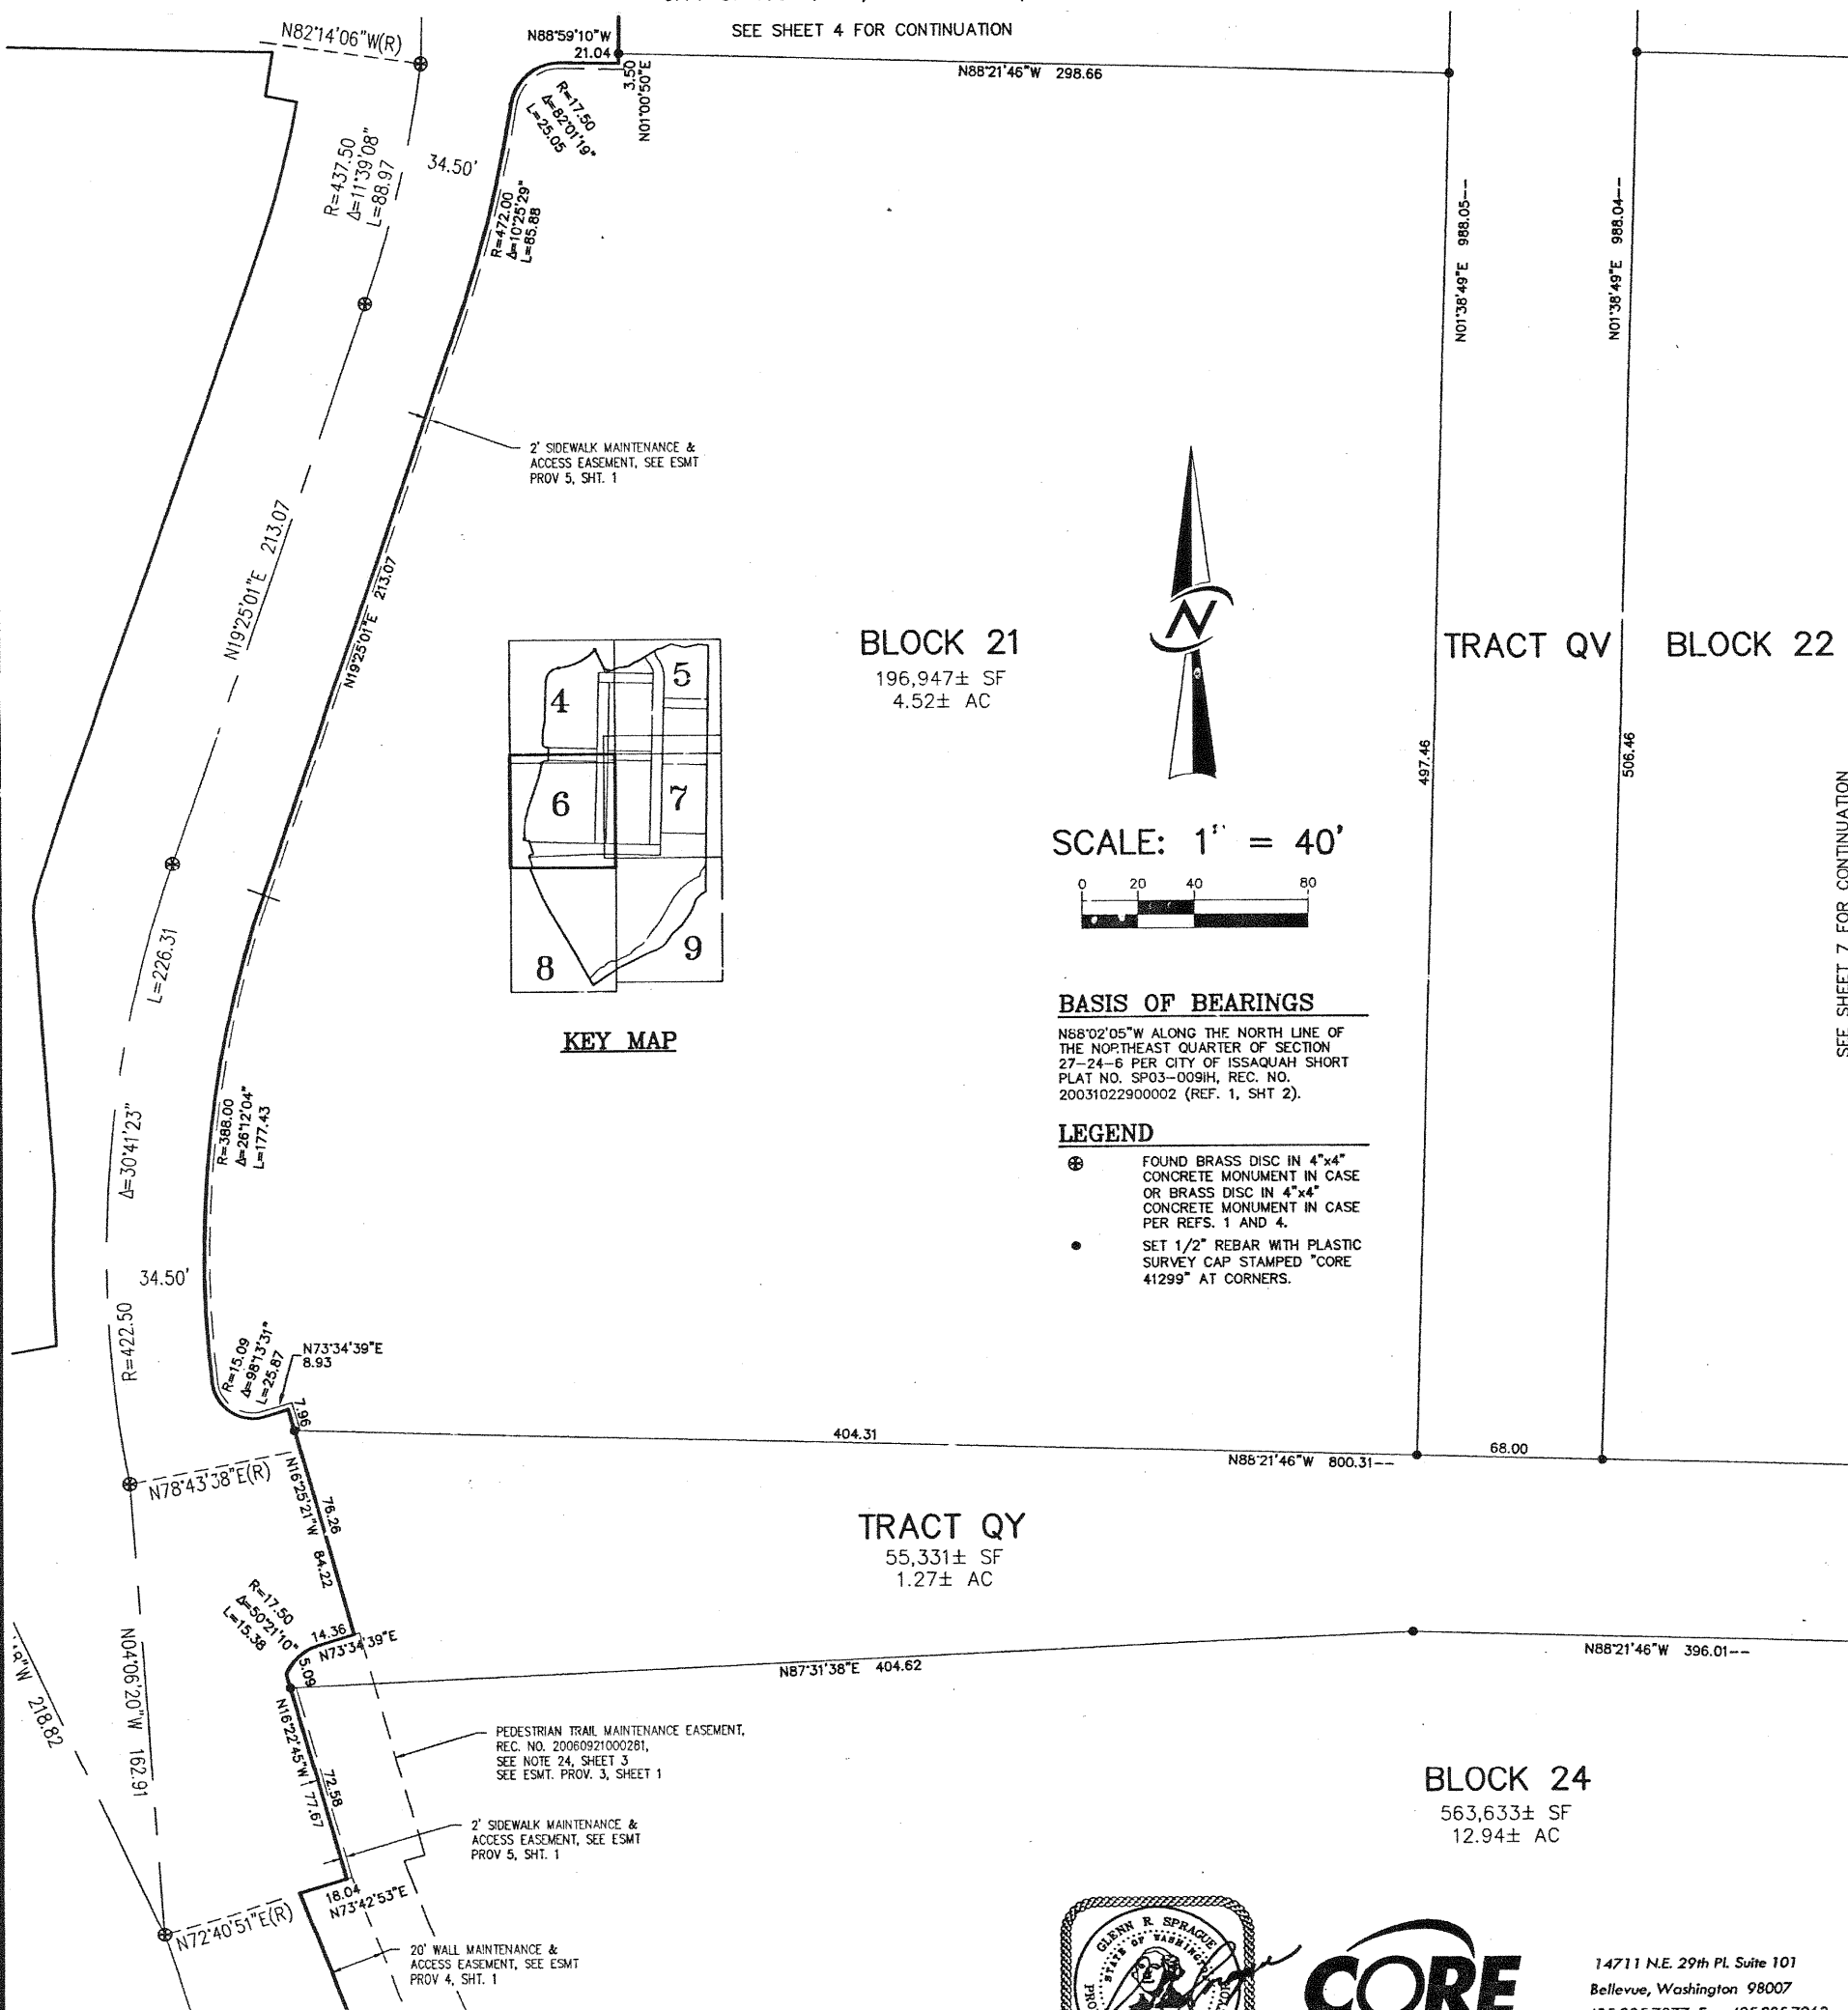 SEE SHEET 4 FOR CONTINUATION
N82°14'06"W(R)
N88°59'10"W
21.04
3.50
N01°00'50"E
N88°21'46"W 298.66
R=17.50
Δ=82°01'19"
L=25.05
R=437.50
Δ=11°39'08"
L=88.97
34.50'
R=472.00
Δ=10°25'29"
L=85.88
N01°38'49"E 988.05--
N01°38'49"E 988.04--
2' SIDEWALK MAINTENANCE &
ACCESS EASEMENT, SEE ESMT
PROV 5, SHT. 1
N19°25'01"E 213.07
N19°25'01"E 213.07
BLOCK 21
196,947± SF
4.52± AC
N
TRACT QV
BLOCK 22
4
5
6
7
8
9
KEY MAP
497.46
506.46
SEE SHEET 7 FOR CONTINUATION
SCALE: 1" = 40'
0 20 40 80
L=226.31
BASIS OF BEARINGS
N88°02'05"W ALONG THE NORTH LINE OF
THE NORTHEAST QUARTER OF SECTION
27-24-6 PER CITY OF ISSAQUAH SHORT
PLAT NO. SP03-009IH, REC. NO.
20031022900002 (REF. 1, SHT 2).
LEGEND
FOUND BRASS DISC IN 4"x4"
CONCRETE MONUMENT IN CASE
OR BRASS DISC IN 4"x4"
CONCRETE MONUMENT IN CASE
PER REFS. 1 AND 4.
SET 1/2" REBAR WITH PLASTIC
SURVEY CAP STAMPED "CORE
41299" AT CORNERS.
R=388.00
Δ=26°12'04"
L=177.43
Δ=30°41'23"
34.50'
R=422.50
R=15.09
Δ=98°13'31"
L=25.87
N73°34'39"E
8.93
7.96
404.31
N88°21'46"W 800.31--
68.00
N78°43'38"E(R)
N16°25'21"W 84.22
76.26
TRACT QY
55,331± SF
1.27± AC
R=17.50
Δ=50°21'10"
L=15.38
14.36
N73°34'39"E
5.09
N87°31'38"E 404.62
N88°21'46"W 396.01--
N04°06'20"W 162.91
"W 218.82
N16°22'45"W 77.67
72.58
PEDESTRIAN TRAIL MAINTENANCE EASEMENT,
REC. NO. 20060921000281,
SEE NOTE 24, SHEET 3
SEE ESMT. PROV. 3, SHEET 1
2' SIDEWALK MAINTENANCE &
ACCESS EASEMENT, SEE ESMT
PROV 5, SHT. 1
BLOCK 24
563,633± SF
12.94± AC
18.04
N73°42'53"E
N72°40'51"E(R)
20' WALL MAINTENANCE &
ACCESS EASEMENT, SEE ESMT
PROV 4, SHT. 1
GLENN R. SPRAGUE
STATE OF WASHINGTON
CORE
14711 N.E. 29th Pl. Suite 101
Bellevue, Washington 98007